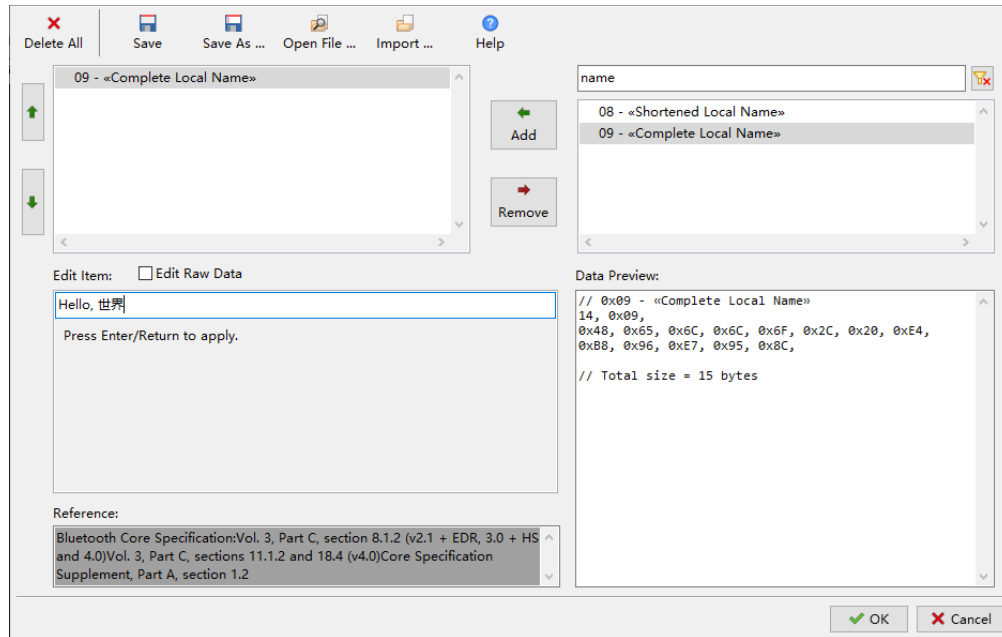 Delete All
Save
Save As ...
Open File ...
Import ...
Help
09 - «Complete Local Name»
name
Add
Remove
08 - «Shortened Local Name»
09 - «Complete Local Name»
Edit Item:
Edit Raw Data
Hello, 世界
Press Enter/Return to apply.
Reference:
Bluetooth Core Specification:Vol. 3, Part C, section 8.1.2 (v2.1 + EDR, 3.0 + HS
and 4.0)Vol. 3, Part C, sections 11.1.2 and 18.4 (v4.0)Core Specification
Supplement, Part A, section 1.2
Data Preview:
// 0x09 - «Complete Local Name»
14, 0x09,
0x48, 0x65, 0x6C, 0x6C, 0x6F, 0x2C, 0x20, 0xE4,
0xB8, 0x96, 0xE7, 0x95, 0x8C,
// Total size = 15 bytes
OK
Cancel